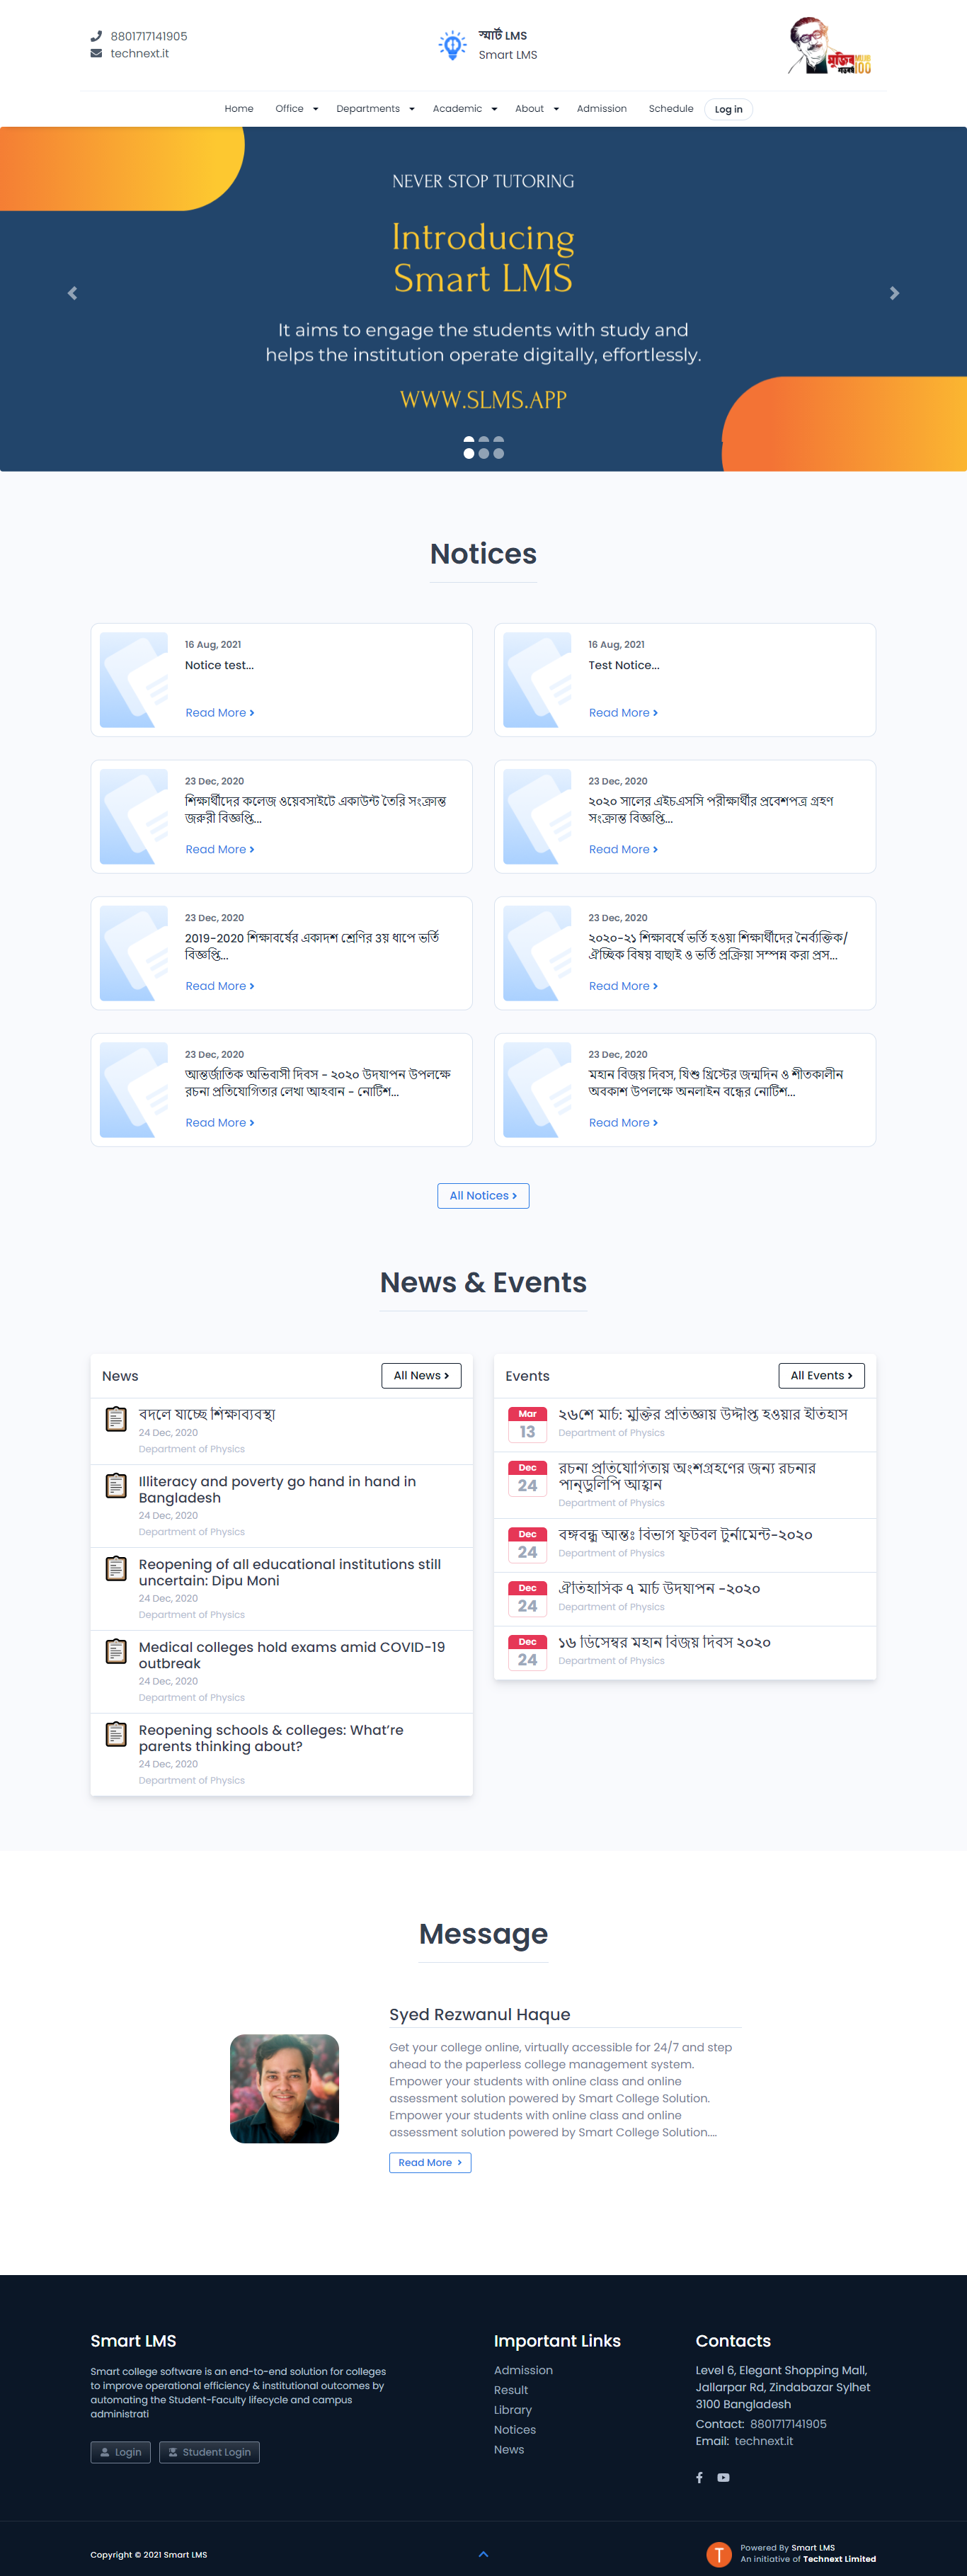 8801717141905
technext.it
স্মার্ট LMS
Smart LMS
মুজিব
শতবর্ষ
100
Home
Office
Departments
Academic
About
Admission
Schedule
Log in
NEVER STOP TUTORING
Introducing
Smart LMS
It aims to engage the students with study and
helps the institution operate digitally, effortlessly.
WWW.SLMS.APP
Notices
16 Aug, 2021
Notice test...
Read More
16 Aug, 2021
Test Notice...
Read More
23 Dec, 2020
শিক্ষার্থীদের কলেজ ওয়েবসাইটে একাউন্ট তৈরি সংক্রান্ত
জরুরী বিজ্ঞপ্তি...
Read More
23 Dec, 2020
২০২০ সালের এইচএসসি পরীক্ষার্থীর প্রবেশপত্র গ্রহণ
সংক্রান্ত বিজ্ঞপ্তি...
Read More
23 Dec, 2020
2019-2020 শিক্ষাবর্ষের একাদশ শ্রেণির 3য় ধাপে ভর্তি
বিজ্ঞপ্তি...
Read More
23 Dec, 2020
২০২০-২১ শিক্ষাবর্ষে ভর্তি হওয়া শিক্ষার্থীদের নৈর্ব্যক্তিক/
ঐচ্ছিক বিষয় বাছাই ও ভর্তি প্রক্রিয়া সম্পন্ন করা প্রস...
Read More
23 Dec, 2020
আন্তর্জাতিক অভিবাসী দিবস - ২০২০ উদযাপন উপলক্ষে
রচনা প্রতিযোগিতার লেখা আহবান - নোটিশ...
Read More
23 Dec, 2020
মহান বিজয় দিবস, যিশু খ্রিস্টের জন্মদিন ও শীতকালীন
অবকাশ উপলক্ষে অনলাইন বন্ধের নোটিশ...
Read More
All Notices
News & Events
News
All News
বদলে যাচ্ছে শিক্ষাব্যবস্থা
24 Dec, 2020
Department of Physics
Illiteracy and poverty go hand in hand in
Bangladesh
24 Dec, 2020
Department of Physics
Reopening of all educational institutions still
uncertain: Dipu Moni
24 Dec, 2020
Department of Physics
Medical colleges hold exams amid COVID-19
outbreak
24 Dec, 2020
Department of Physics
Reopening schools & colleges: What’re
parents thinking about?
24 Dec, 2020
Department of Physics
Events
All Events
Mar
13
২৬শে মার্চ: মুক্তির প্রতিজ্ঞায় উদ্দীপ্ত হওয়ার ইতিহাস
Department of Physics
Dec
24
রচনা প্রতিযোগিতায় অংশগ্রহণের জন্য রচনার
পান্ডুলিপি আহ্বান
Department of Physics
Dec
24
বঙ্গবন্ধু আন্তঃ বিভাগ ফুটবল টুর্নামেন্ট-২০২০
Department of Physics
Dec
24
ঐতিহাসিক ৭ মার্চ উদযাপন -২০২০
Department of Physics
Dec
24
১৬ ডিসেম্বর মহান বিজয় দিবস ২০২০
Department of Physics
Message
Syed Rezwanul Haque
Get your college online, virtually accessible for 24/7 and step
ahead to the paperless college management system.
Empower your students with online class and online
assessment solution powered by Smart College Solution.
Empower your students with online class and online
assessment solution powered by Smart College Solution....
Read More
Smart LMS
Smart college software is an end-to-end solution for colleges
to improve operational efficiency & institutional outcomes by
automating the Student-Faculty lifecycle and campus
administrati
Login
Student Login
Important Links
Admission
Result
Library
Notices
News
Contacts
Level 6, Elegant Shopping Mall,
Jallarpar Rd, Zindabazar Sylhet
3100 Bangladesh
Contact: 8801717141905
Email: technext.it
Copyright © 2021 Smart LMS
T
Powered By Smart LMS
An initiative of Technext Limited